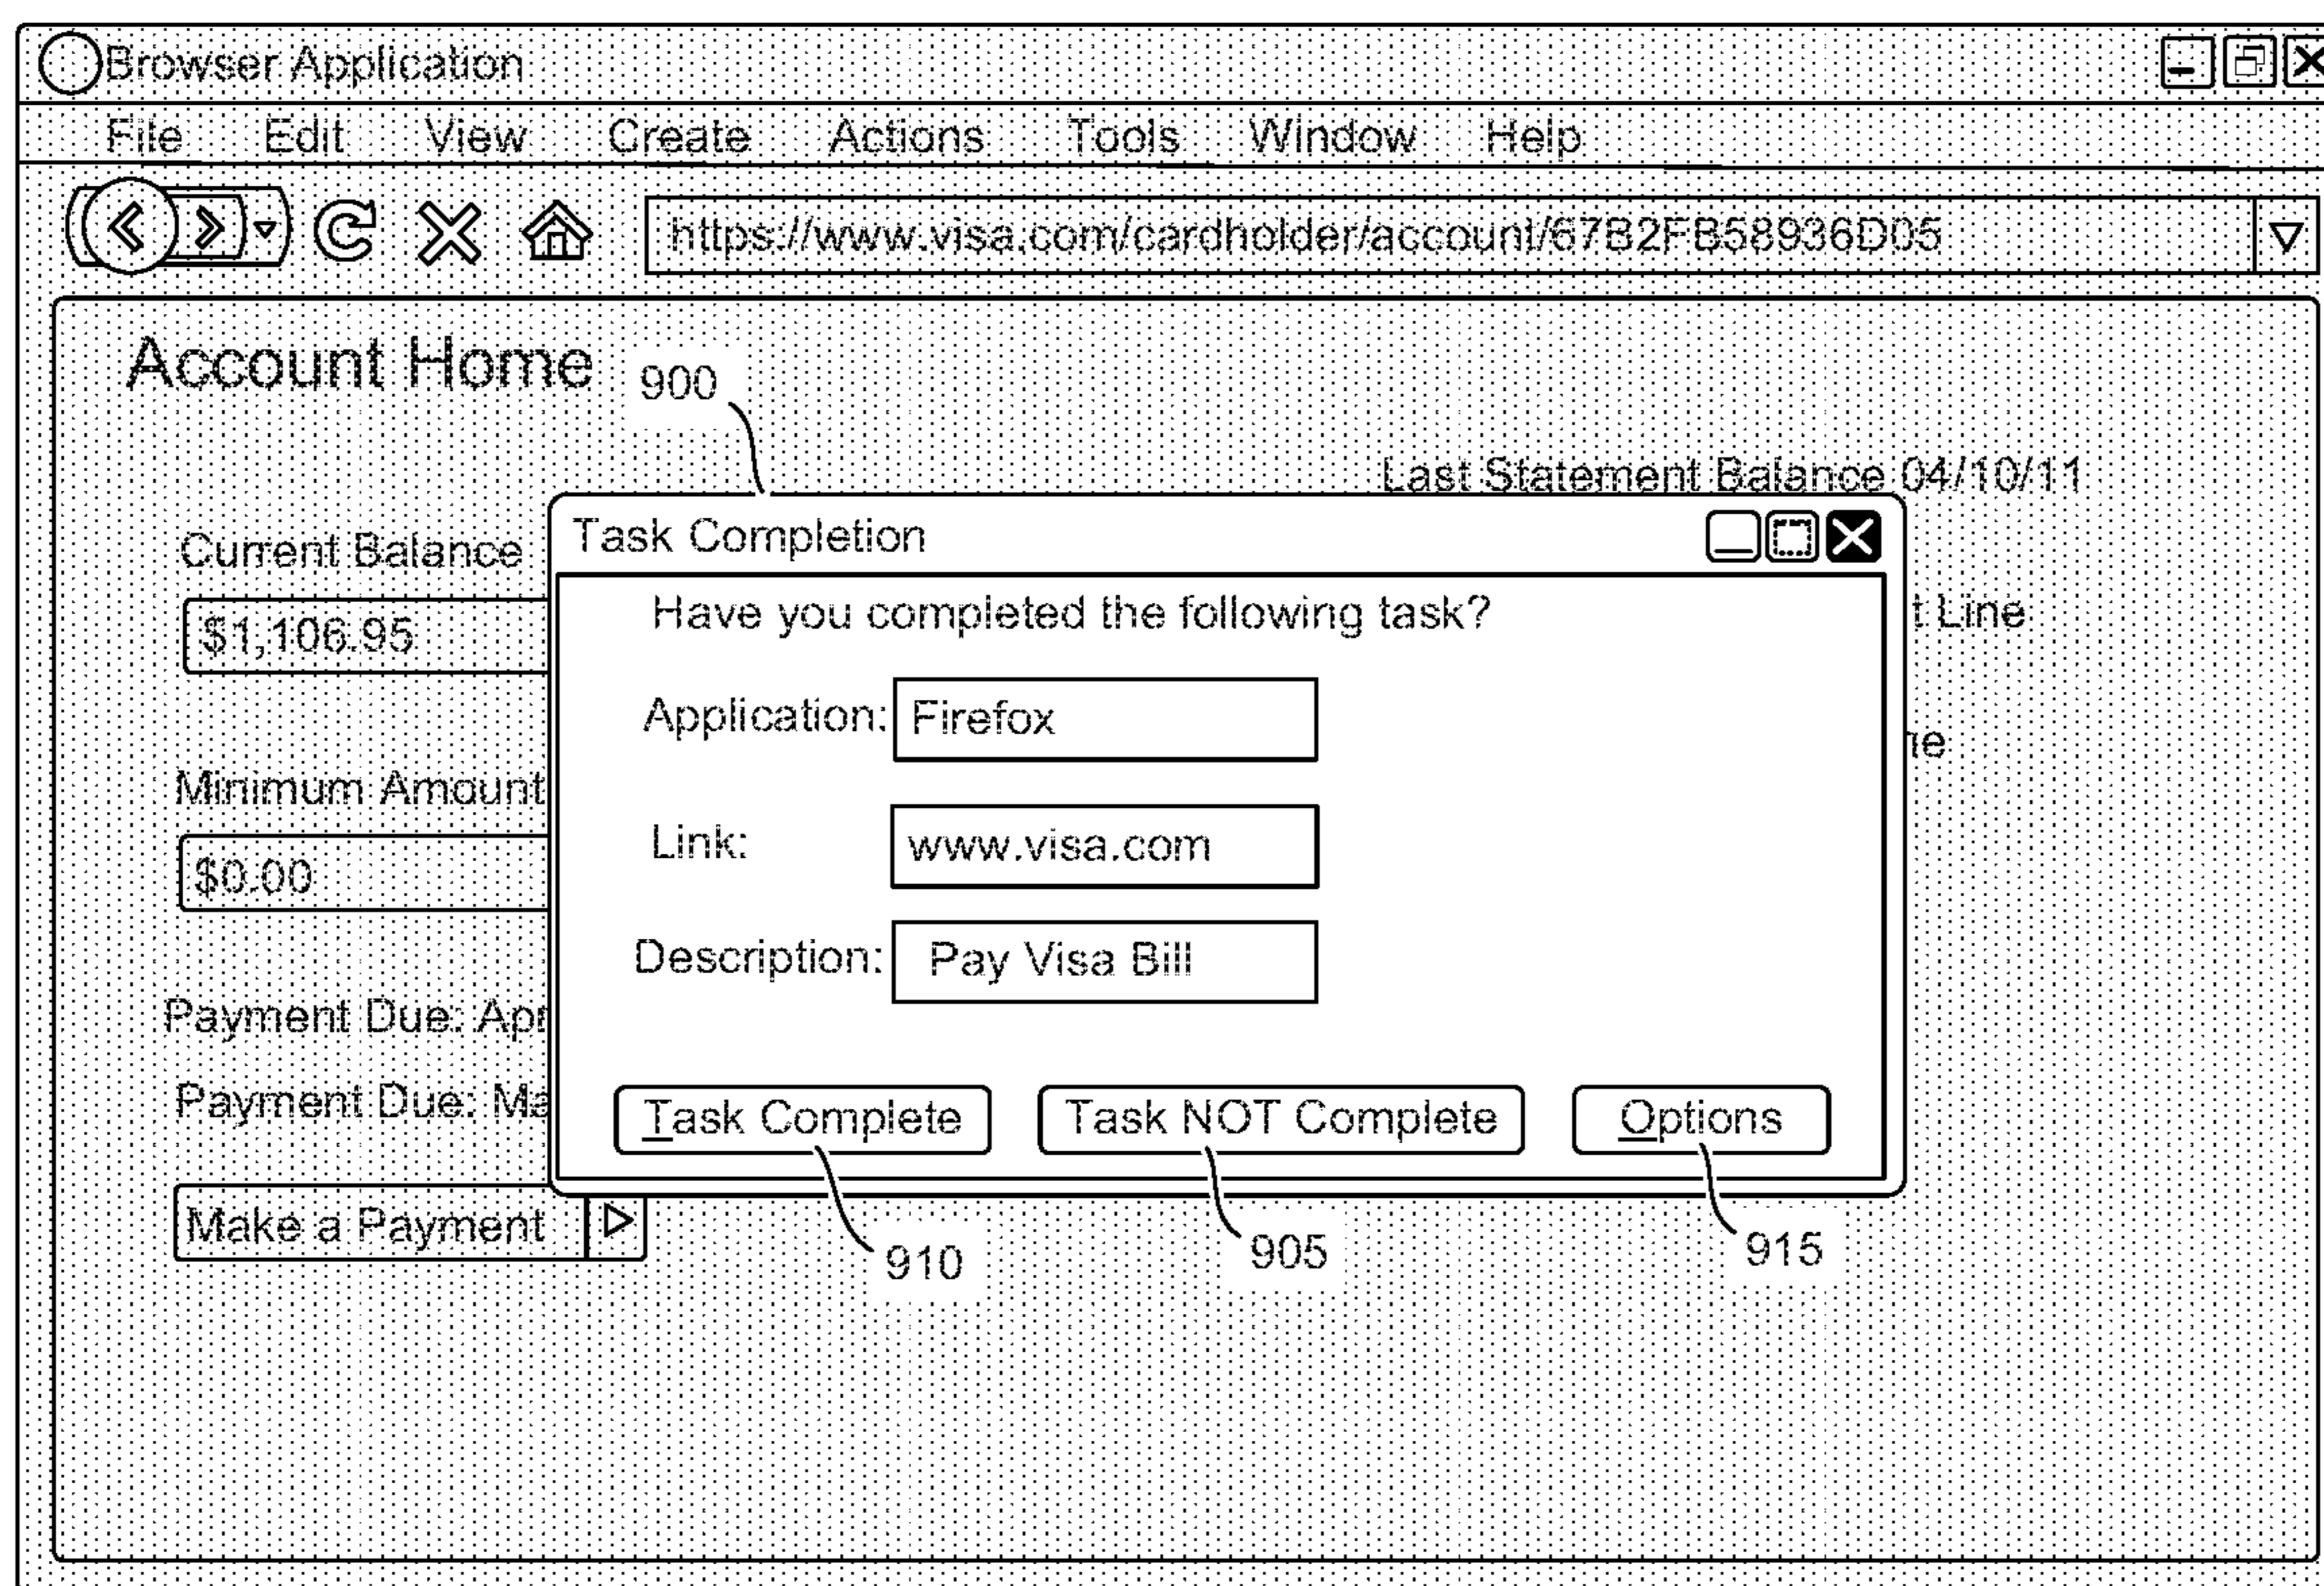 Browser Application
File Edit View Create Actions Tools Window Help
https://www.visa.com/cardholder/account/67B2FB58936D05
Account Home
900
Last Statement Balance 04/10/11
Current Balance
$1,106.95
Minimum Amount
$0.00
Payment Due: Apr
Payment Due: Ma
Make a Payment
t Line
Task Completion
Have you completed the following task?
Application: Firefox
Link: www.visa.com
Description: Pay Visa Bill
Task Complete Task NOT Complete Options
910 905 915